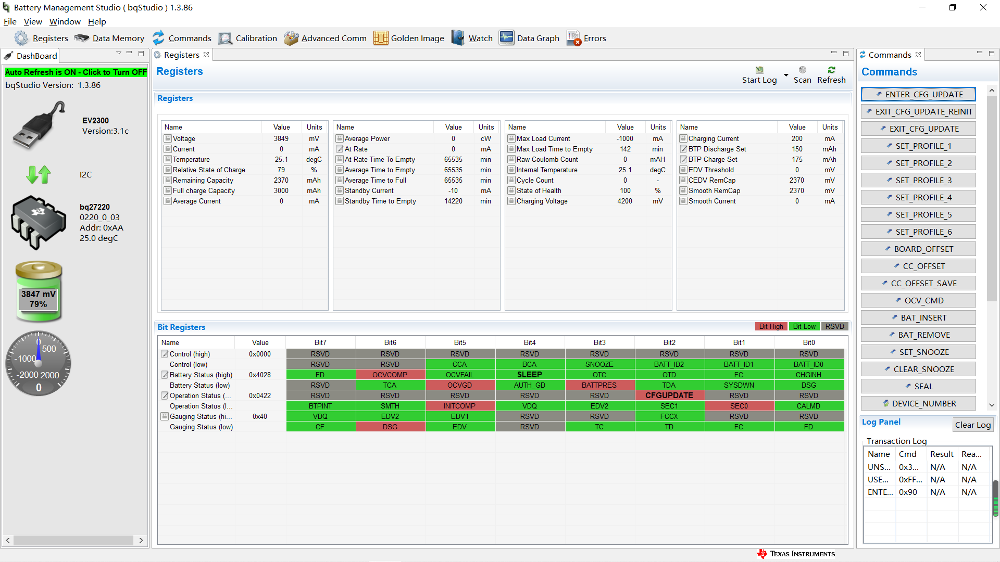 Battery Management Studio ( bqStudio ) 1.3.86
File View Window Help
Registers Data Memory Commands Calibration Advanced Comm Golden Image Watch Data Graph Errors
DashBoard
Auto Refresh is ON - Click to Turn OFF
bqStudio Version: 1.3.86
EV2300
Version:3.1c
I2C
bq27220
0220_0_03
Addr: 0xAA
25.0 degC
3847 mV
79%
0
500
-1000
-2000 2000
0
Registers
Registers
Start Log Scan Refresh
Registers
Name Value Units
Voltage 3849 mV
Current 0 mA
Temperature 25.1 degC
Relative State of Charge 79 %
Remaining Capacity 2370 mAh
Full charge Capacity 3000 mAh
Average Current 0 mA
Name Value Units
Average Power 0 cW
At Rate 0 mA
At Rate Time To Empty 65535 min
Average Time to Empty 65535 min
Average Time to Full 65535 min
Standby Current -10 mA
Standby Time to Empty 14220 min
Name Value Units
Max Load Current -1000 mA
Max Load Time to Empty 142 min
Raw Coulomb Count 0 mAH
Internal Temperature 25.1 degC
Cycle Count 0 -
State of Health 100 %
Charging Voltage 4200 mV
Name Value Units
Charging Current 200 mA
BTP Discharge Set 150 mAh
BTP Charge Set 175 mAh
EDV Threshold 0 mV
CEDV RemCap 2370 mV
Smooth RemCap 2370 mV
Smooth Current 0 mA
Bit Registers
Bit High Bit Low RSVD
Name Value Bit7 Bit6 Bit5 Bit4 Bit3 Bit2 Bit1 Bit0
Control (high) 0x0000 RSVD RSVD RSVD RSVD RSVD RSVD RSVD RSVD
Control (low) RSVD RSVD CCA BCA SNOOZE BATT_ID2 BATT_ID1 BATT_ID0
Battery Status (high) 0x4028 FD OCVCOMP OCVFAIL SLEEP OTC OTD FC CHGINH
Battery Status (low) RSVD TCA OCVGD AUTH_GD BATTPRES TDA SYSDWN DSG
Operation Status (... 0x0422 RSVD RSVD RSVD RSVD RSVD CFGUPDATE RSVD RSVD
Operation Status (l... BTPINT SMTH INITCOMP VDQ EDV2 SEC1 SEC0 CALMD
Gauging Status (hi... 0x40 VDQ EDV2 EDV1 RSVD RSVD FCCX RSVD RSVD
Gauging Status (low) CF DSG EDV RSVD TC TD FC FD
Commands
Commands
ENTER_CFG_UPDATE
EXIT_CFG_UPDATE_REINIT
EXIT_CFG_UPDATE
SET_PROFILE_1
SET_PROFILE_2
SET_PROFILE_3
SET_PROFILE_4
SET_PROFILE_5
SET_PROFILE_6
BOARD_OFFSET
CC_OFFSET
CC_OFFSET_SAVE
OCV_CMD
BAT_INSERT
BAT_REMOVE
SET_SNOOZE
CLEAR_SNOOZE
SEAL
DEVICE_NUMBER
Log Panel
Clear Log
Transaction Log
Name Cmd Result Rea...
UNS... 0x3... N/A N/A
USE... 0xFF... N/A N/A
ENTE... 0x90 N/A N/A
TEXAS INSTRUMENTS